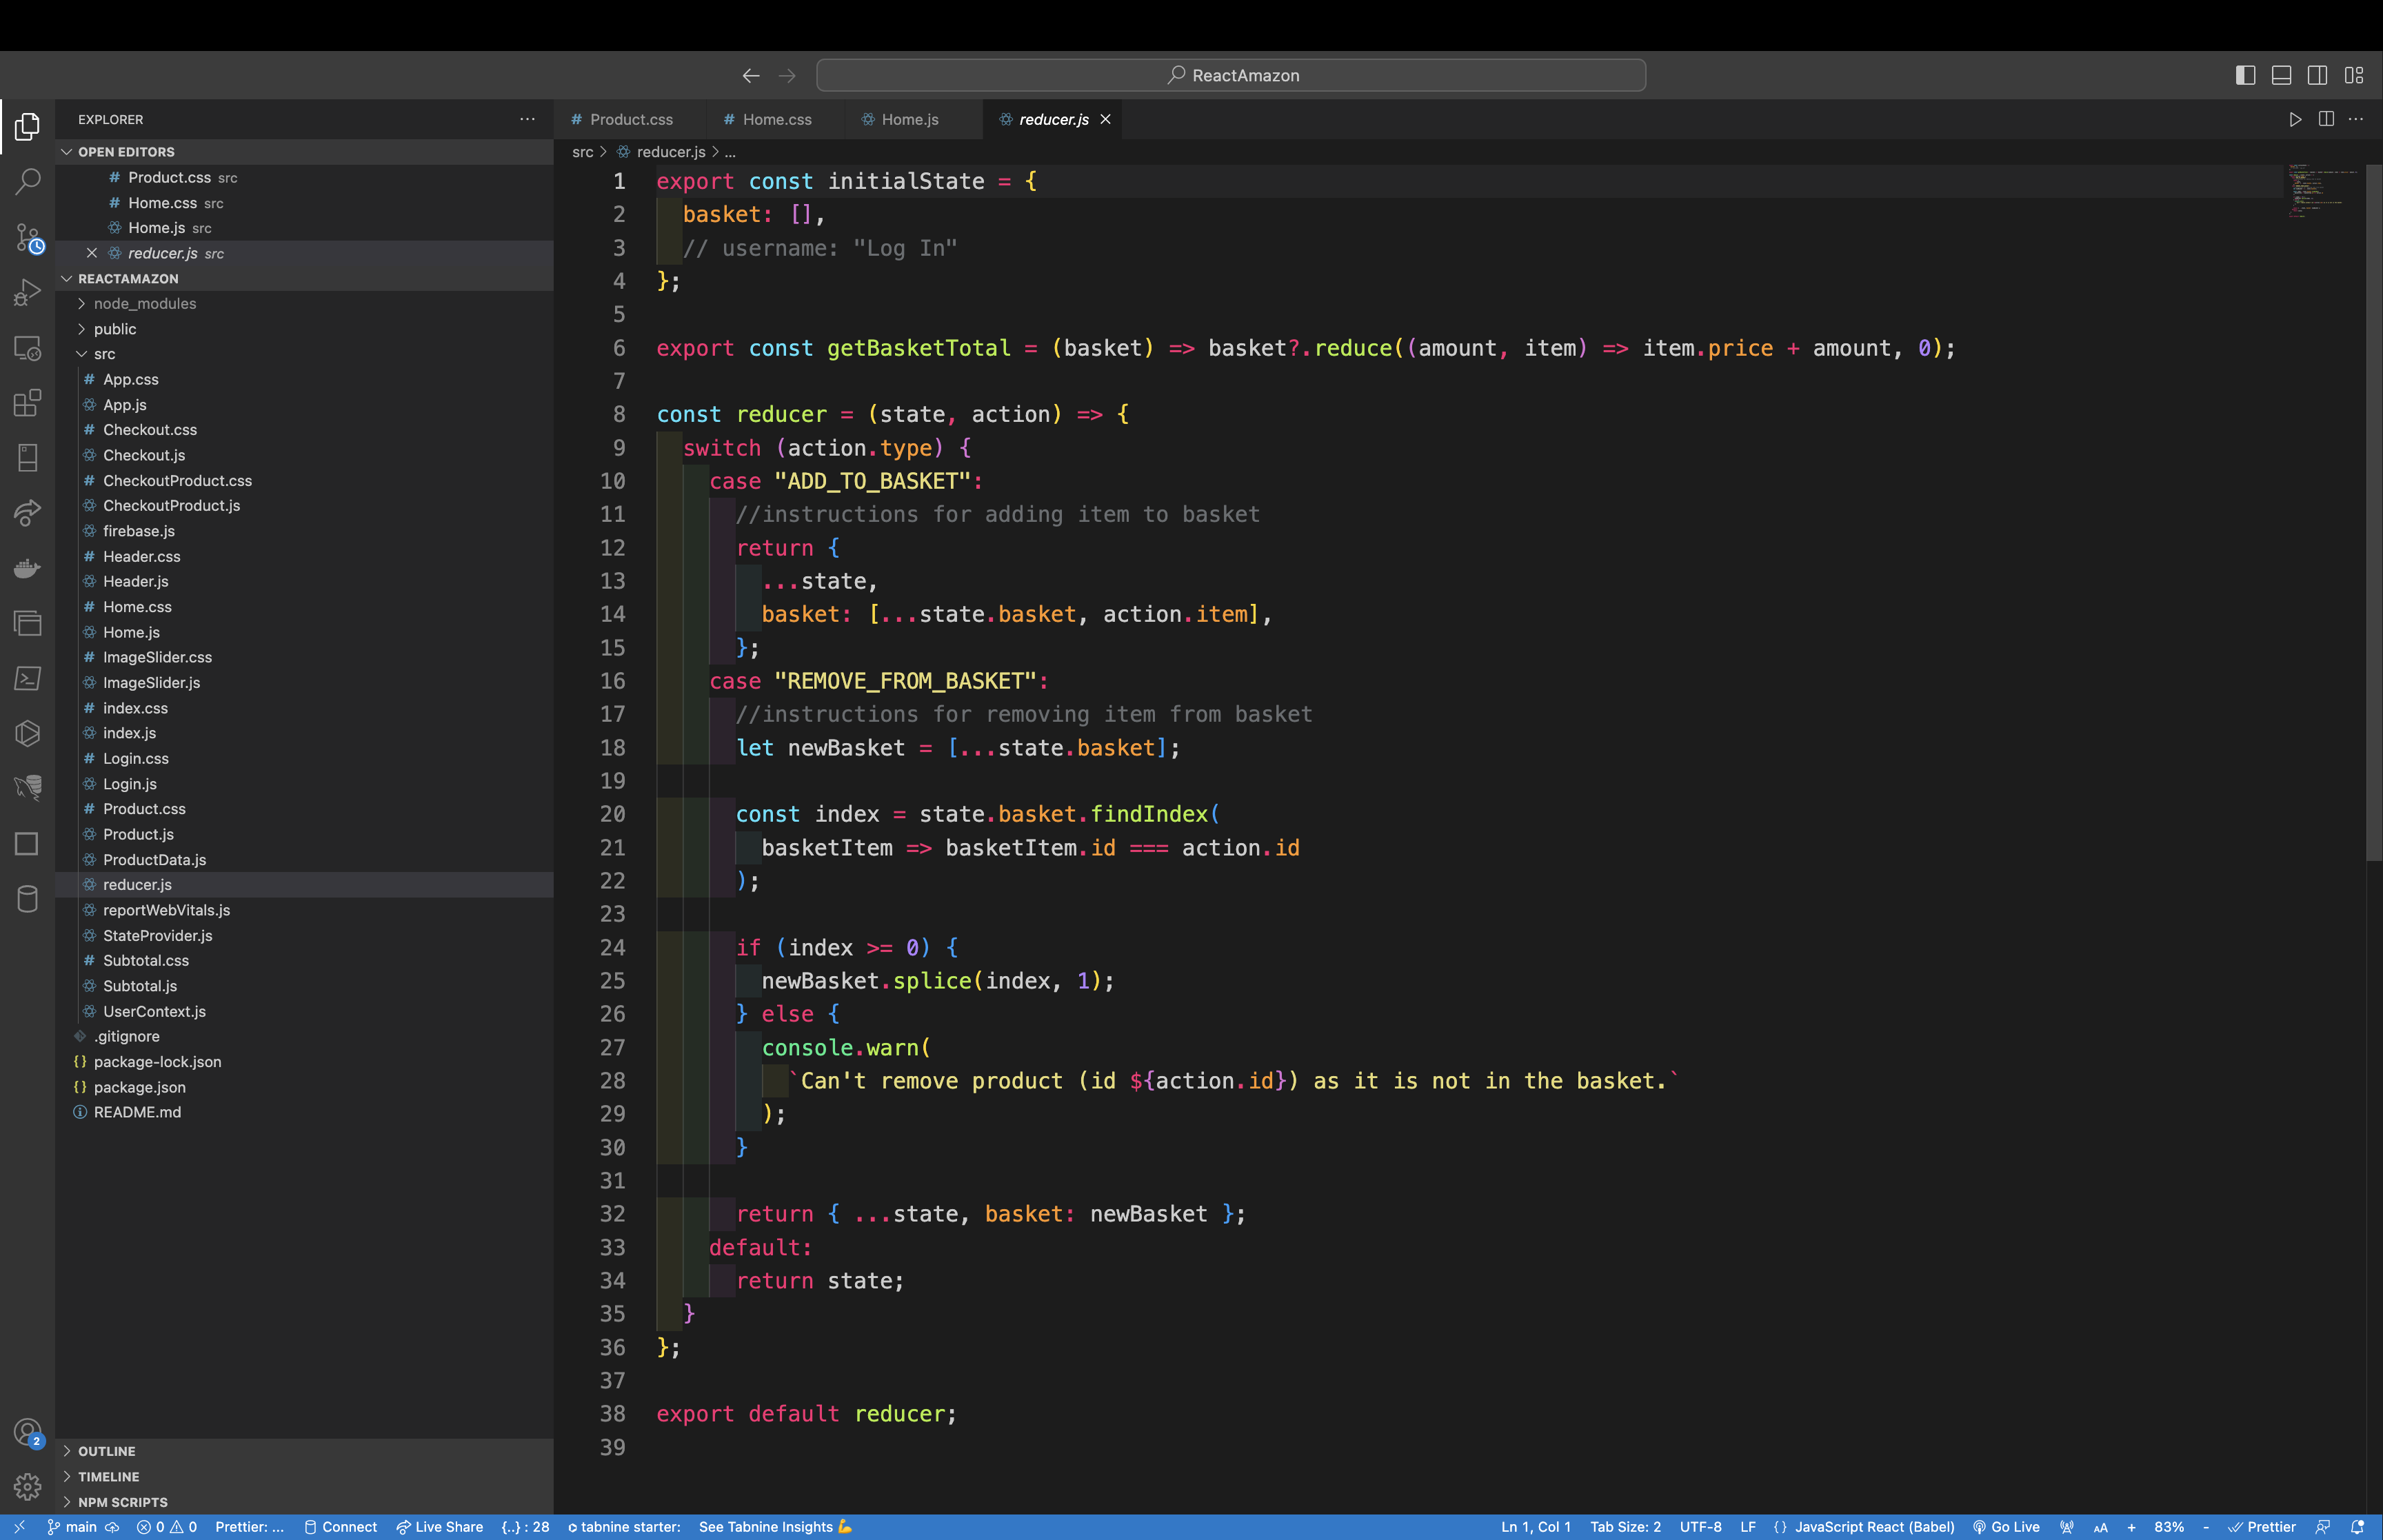 ReactAmazon
EXPLORER
OPEN EDITORS
# Product.css src
# Home.css src
Home.js src
reducer.js src
REACTAMAZON
node_modules
public
src
# App.css
App.js
# Checkout.css
Checkout.js
# CheckoutProduct.css
CheckoutProduct.js
firebase.js
# Header.css
Header.js
# Home.css
Home.js
# ImageSlider.css
ImageSlider.js
# index.css
index.js
# Login.css
Login.js
# Product.css
Product.js
ProductData.js
reducer.js
reportWebVitals.js
StateProvider.js
# Subtotal.css
Subtotal.js
UserContext.js
.gitignore
{} package-lock.json
{} package.json
README.md
OUTLINE
TIMELINE
NPM SCRIPTS
2
# Product.css # Home.css Home.js reducer.js
src > reducer.js > ...
1 export const initialState = {
2   basket: [],
3   // username: "Log In"
4 };
5
6 export const getBasketTotal = (basket) => basket?.reduce((amount, item) => item.price + amount, 0);
7
8 const reducer = (state, action) => {
9   switch (action.type) {
10     case "ADD_TO_BASKET":
11       //instructions for adding item to basket
12       return {
13         ...state,
14         basket: [...state.basket, action.item],
15       };
16     case "REMOVE_FROM_BASKET":
17       //instructions for removing item from basket
18       let newBasket = [...state.basket];
19
20       const index = state.basket.findIndex(
21         basketItem => basketItem.id === action.id
22       );
23
24       if (index >= 0) {
25         newBasket.splice(index, 1);
26       } else {
27         console.warn(
28           `Can't remove product (id ${action.id}) as it is not in the basket.`
29         );
30       }
31
32       return { ...state, basket: newBasket };
33     default:
34       return state;
35   }
36 };
37
38 export default reducer;
39
main 0 0 Prettier: ... Connect Live Share {..} : 28 tabnine starter: See Tabnine Insights 💪 Ln 1, Col 1 Tab Size: 2 UTF-8 LF {} JavaScript React (Babel) Go Live AA + 83% - Prettier